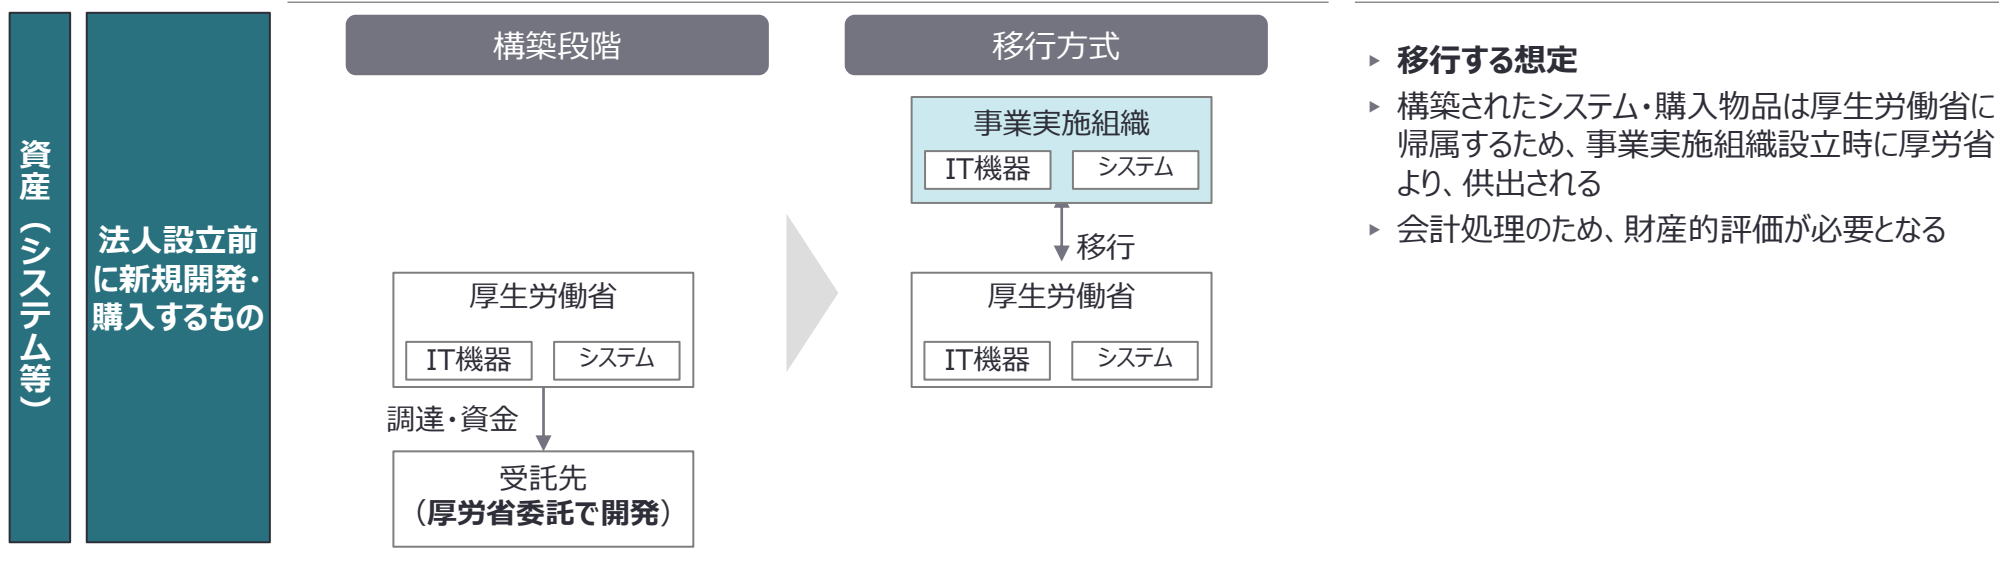 資産（システム等）
法人設立前
に新規開発・
購入するもの
構築段階
厚生労働省
IT機器
システム
調達・資金
受託先
（厚労省委託で開発）
移行方式
事業実施組織
IT機器
システム
移行
厚生労働省
IT機器
システム
▸ 移行する想定
▸ 構築されたシステム・購入物品は厚生労働省に
帰属するため、事業実施組織設立時に厚労省
より、供出される
▸ 会計処理のため、財産的評価が必要となる